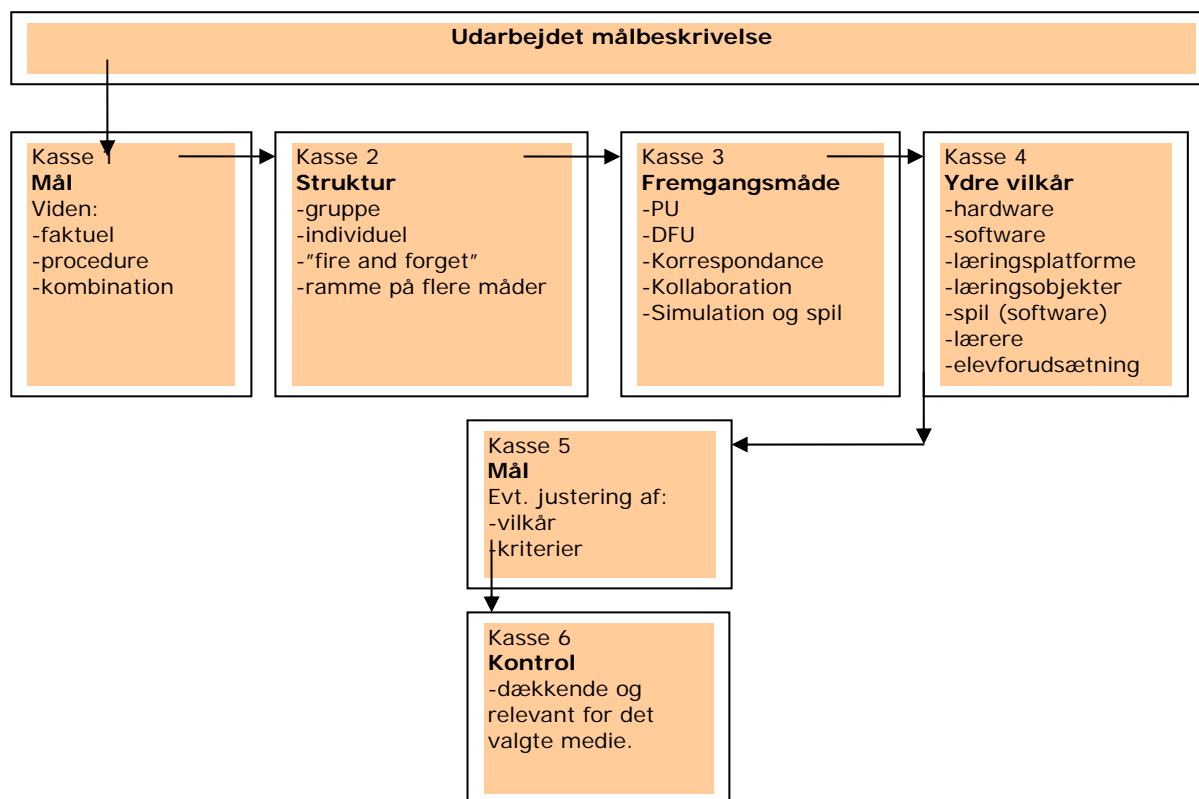 Udarbejdet målbeskrivelse
Kasse 1
Mål
Viden:
-faktuel
-procedure
-kombination
Kasse 2
Struktur
-gruppe
-individuel
-”fire and forget”
-ramme på flere måder
Kasse 3
Fremgangsmåde
-PU
-DFU
-Korrespondance
-Kollaboration
-Simulation og spil
Kasse 4
Ydre vilkår
-hardware
-software
-læringsplatforme
-læringsobjekter
-spil (software)
-lærere
-elevforudsætning
Kasse 5
Mål
Evt. justering af:
-vilkår
-kriterier
Kasse 6
Kontrol
-dækkende og
relevant for det
valgte medie.